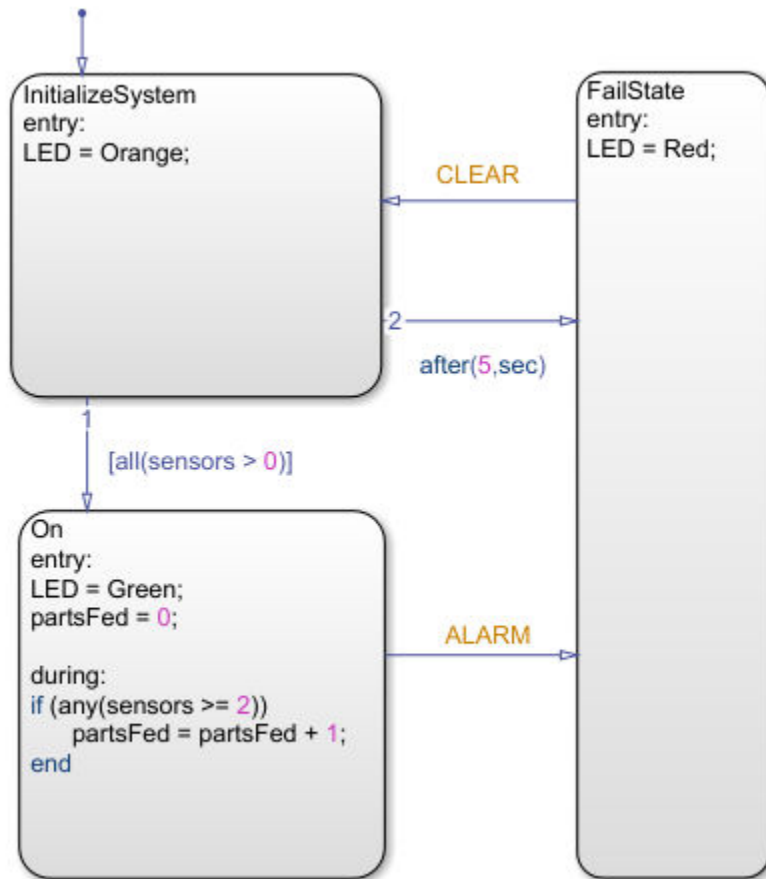 InitializeSystem
entry:
LED = Orange;
FailState
entry:
LED = Red;
CLEAR
2
after(5,sec)
1
[all(sensors > 0)]
On
entry:
LED = Green;
partsFed = 0;
during:
if (any(sensors >= 2))
partsFed = partsFed + 1;
end
ALARM